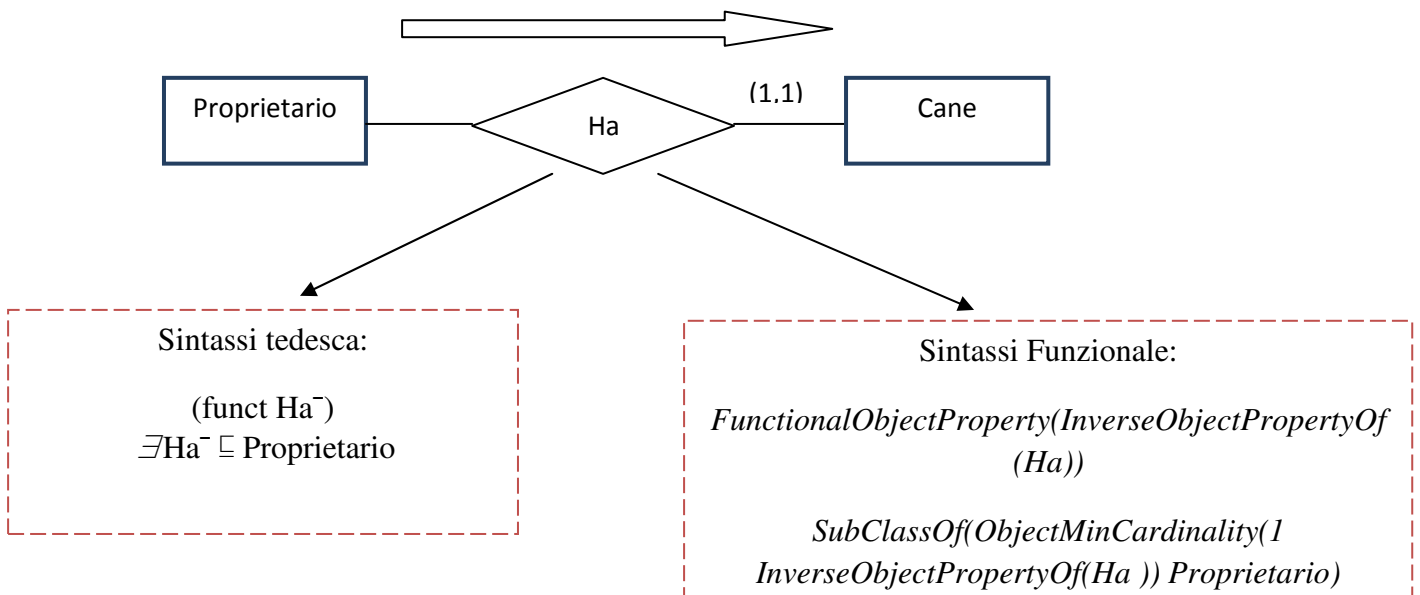 Proprietario
Ha
(1,1)
Cane
Sintassi tedesca:
(funct Ha⁻)
∃Ha⁻ ⊑ Proprietario
Sintassi Funzionale:
FunctionalObjectProperty(InverseObjectPropertyOf
(Ha))
SubClassOf(ObjectMinCardinality(1
InverseObjectPropertyOf(Ha )) Proprietario)